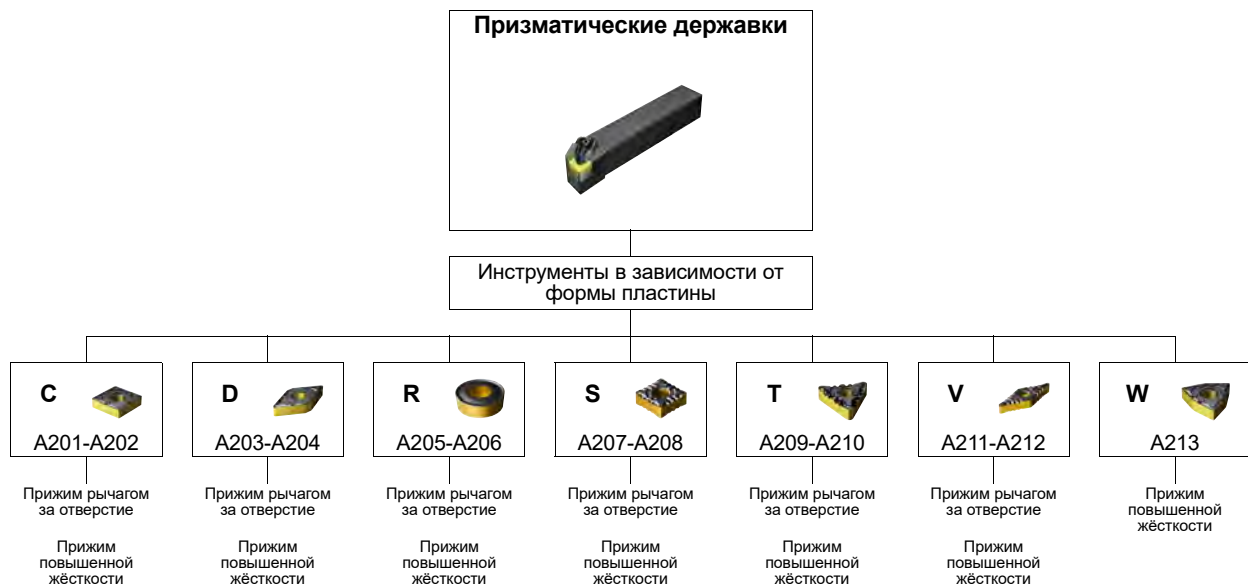 Призматические державки
Инструменты в зависимости от
формы пластины
C
A201-A202
Прижим рычагом
за отверстие
Прижим
повышенной
жёсткости
D
A203-A204
Прижим рычагом
за отверстие
Прижим
повышенной
жёсткости
R
A205-A206
Прижим рычагом
за отверстие
Прижим
повышенной
жёсткости
S
A207-A208
Прижим рычагом
за отверстие
Прижим
повышенной
жёсткости
T
A209-A210
Прижим рычагом
за отверстие
Прижим
повышенной
жёсткости
V
A211-A212
Прижим рычагом
за отверстие
Прижим
повышенной
жёсткости
W
A213
Прижим
повышенной
жёсткости